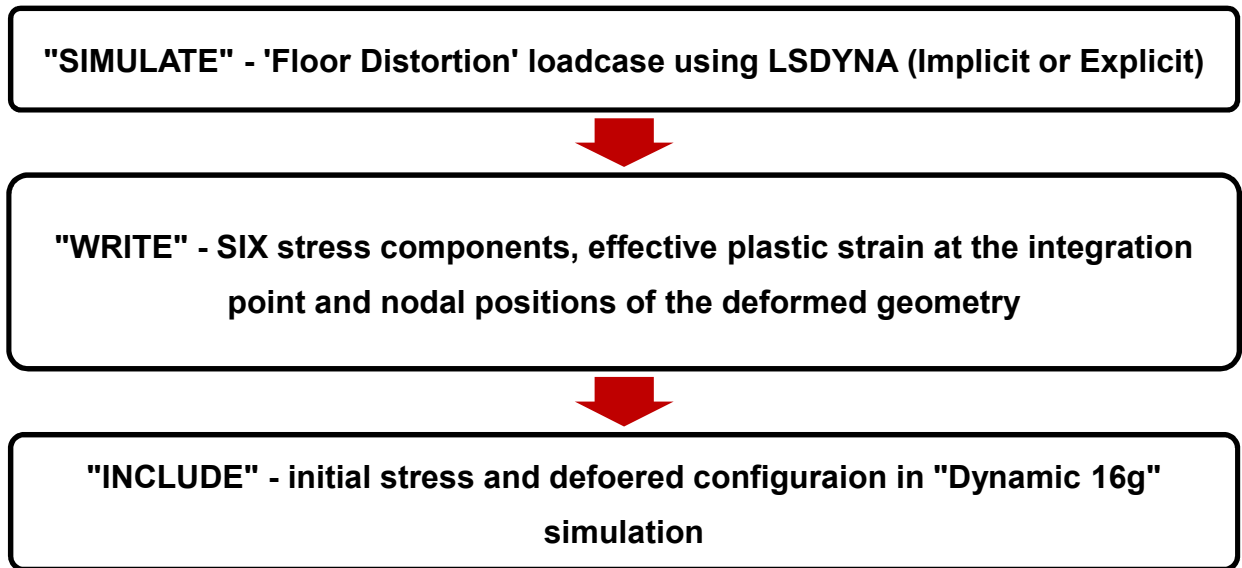 "SIMULATE" - 'Floor Distortion' loadcase using LSDYNA (Implicit or Explicit)
"WRITE" - SIX stress components, effective plastic strain at the integration
point and nodal positions of the deformed geometry
"INCLUDE" - initial stress and defoered configuraion in "Dynamic 16g"
simulation